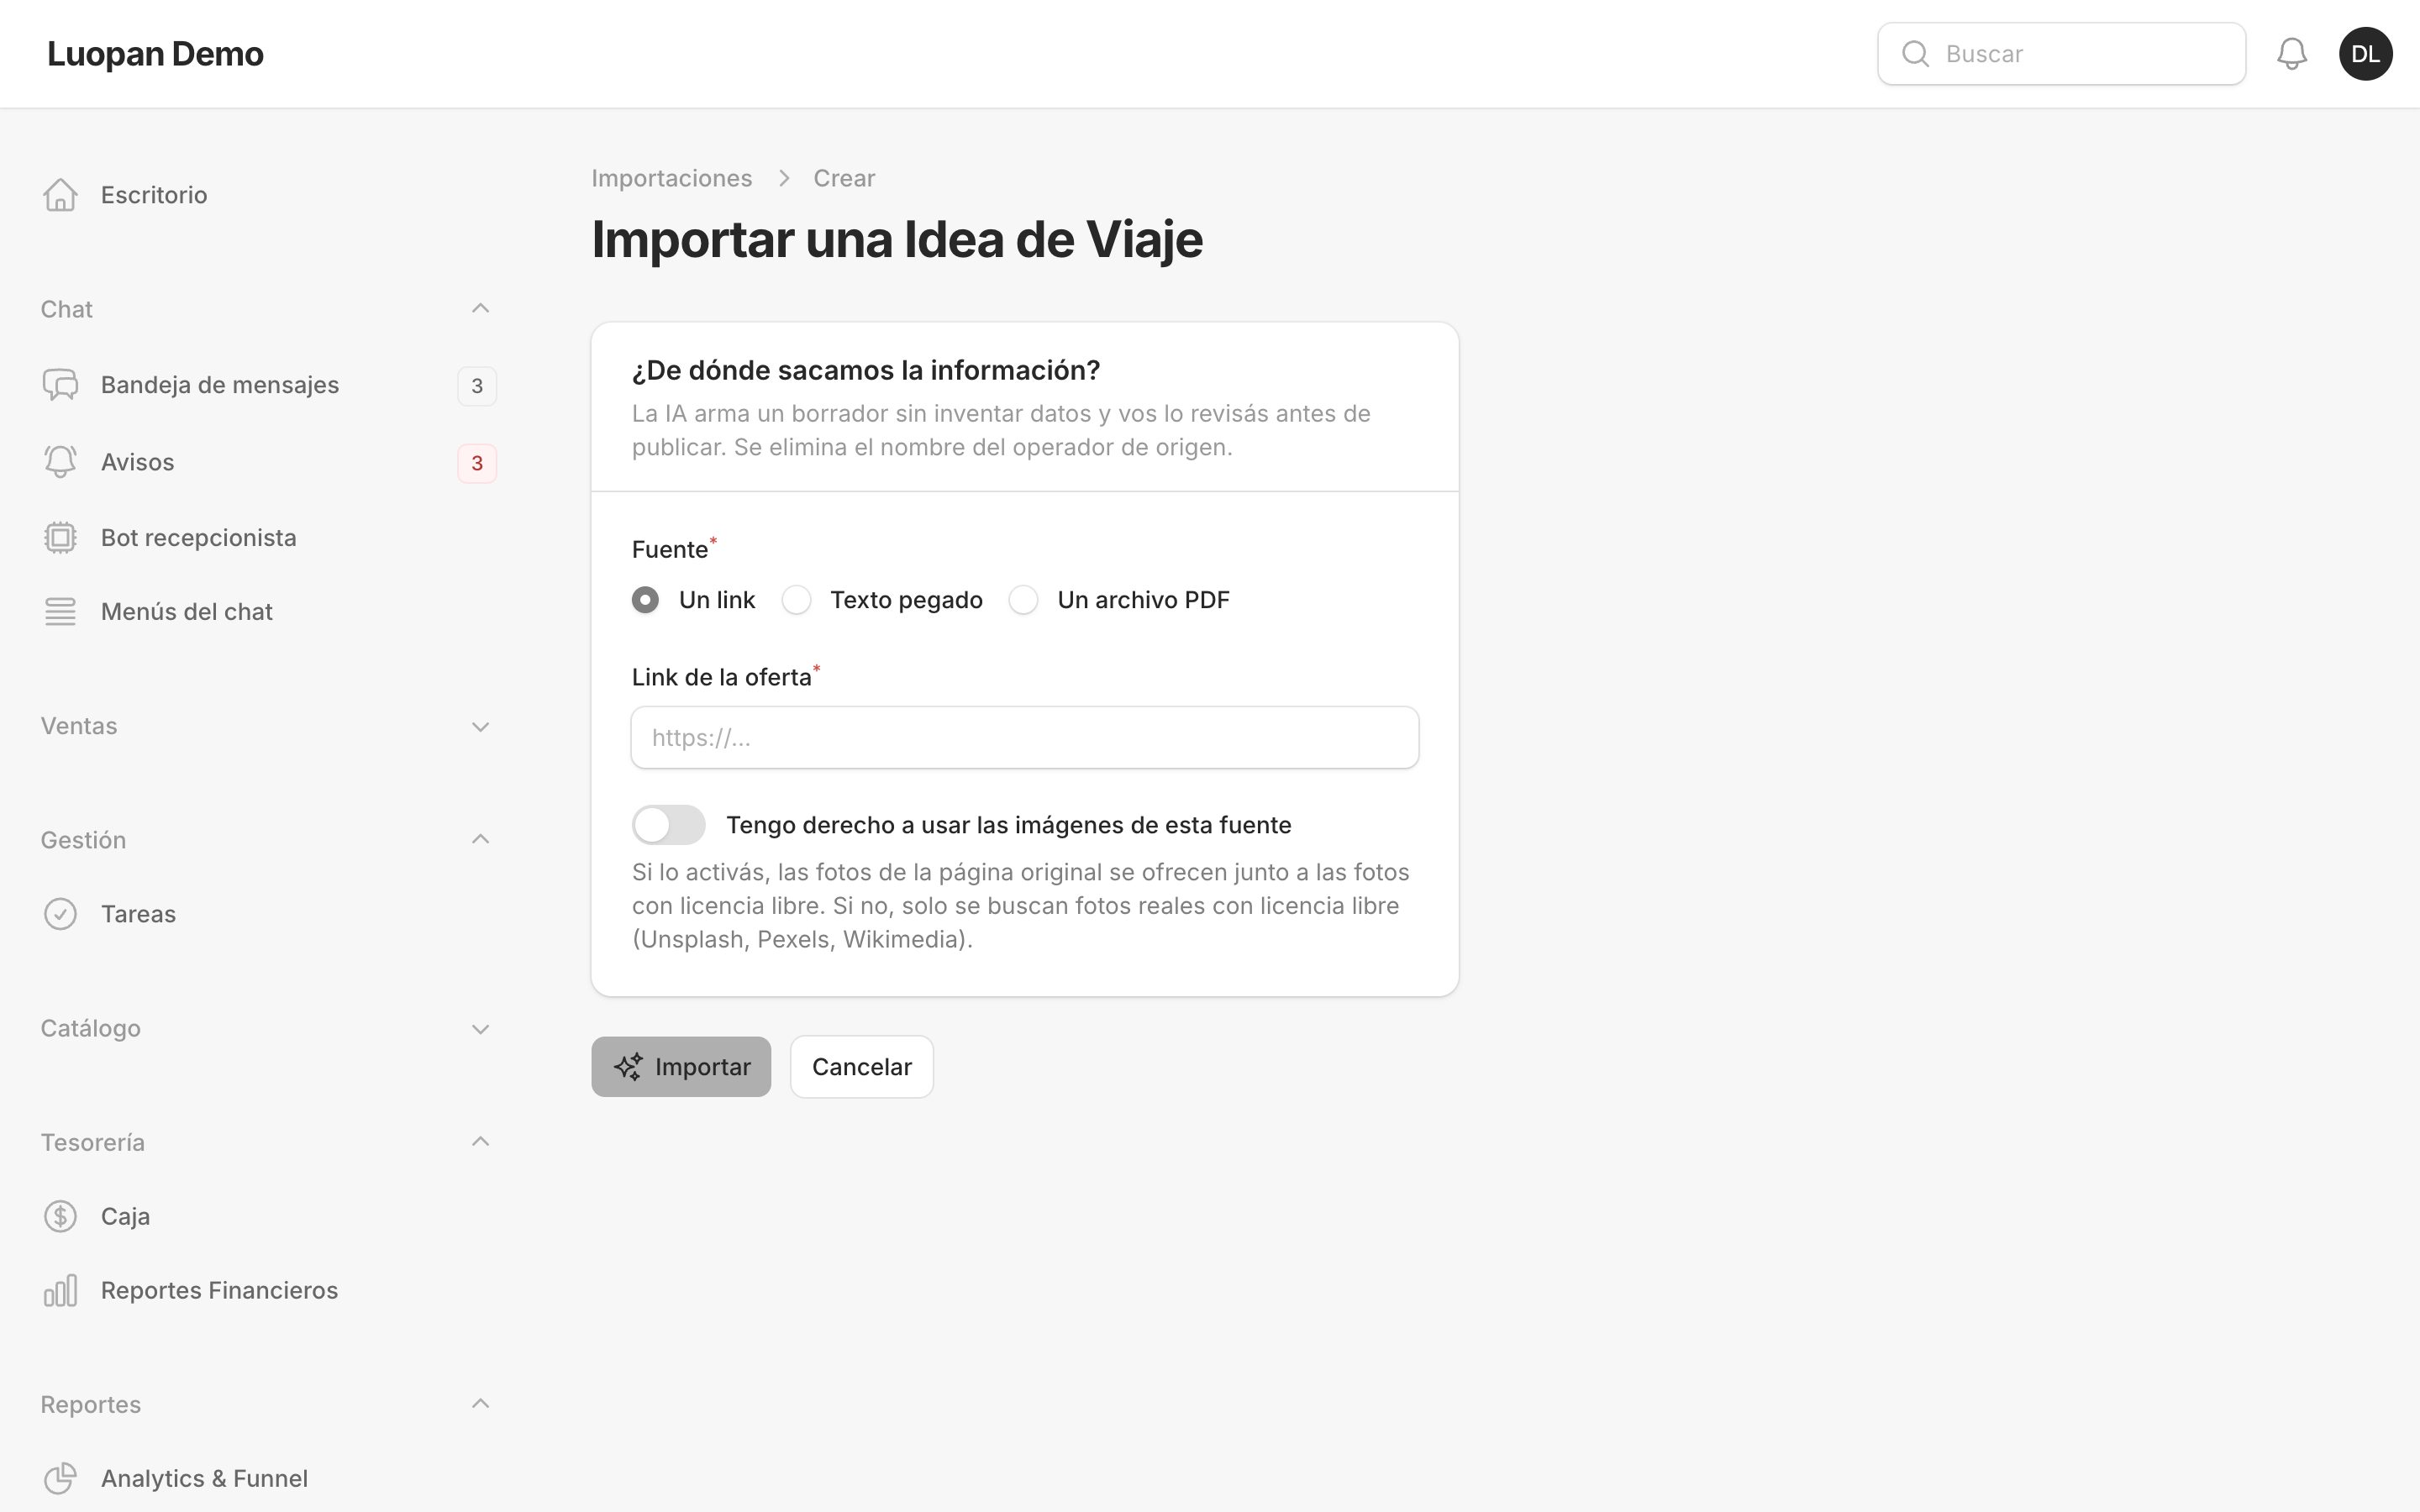 Luopan Demo
Buscar
DL
Escritorio
Chat
Bandeja de mensajes
3
Avisos
3
Bot recepcionista
Menús del chat
Ventas
Gestión
Tareas
Catálogo
Tesorería
Caja
Reportes Financieros
Reportes
Analytics & Funnel
Importaciones > Crear
Importar una Idea de Viaje
¿De dónde sacamos la información?
La IA arma un borrador sin inventar datos y vos lo revisás antes de
publicar. Se elimina el nombre del operador de origen.
Fuente*
Un link Texto pegado Un archivo PDF
Link de la oferta*
https://...
Tengo derecho a usar las imágenes de esta fuente
Si lo activás, las fotos de la página original se ofrecen junto a las fotos
con licencia libre. Si no, solo se buscan fotos reales con licencia libre
(Unsplash, Pexels, Wikimedia).
Importar Cancelar